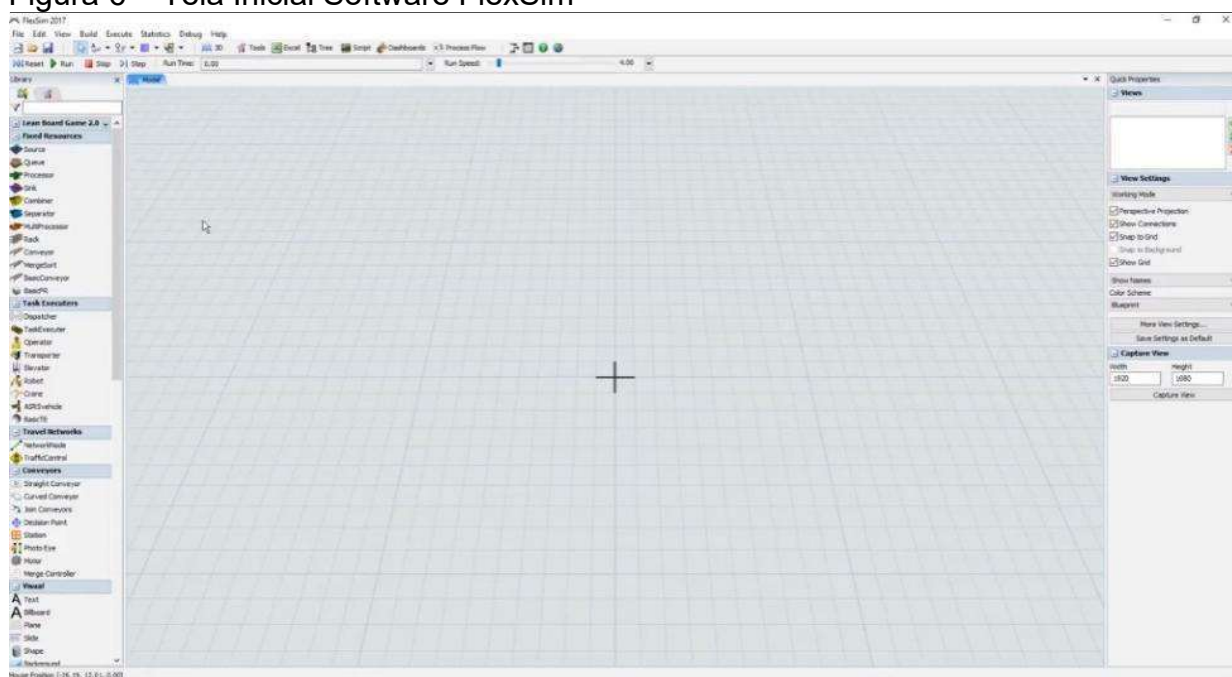 Tela Inicial Software FlexSim
FlexSim 2017
File Edit View Build Execute Statistics Debug Help
3D Tools Excel Tree Script Dashboards Process Flow
Reset Run Stop Step Run Time: 0.00 Run Speed: 4.00
Library
Model
Quick Properties
Views
Lean Board Game 2.0
Fixed Resources
Source
Queue
Processor
Sink
Combiner
Separator
MultiProcessor
Rack
Conveyor
MergeSort
BasicConveyor
BasicFR
Task Executers
Dispatcher
TaskExecuter
Operator
Transporter
Elevator
Robot
Crane
ASRSvehicle
BasicTE
Travel Networks
NetworkNode
TrafficControl
Conveyors
Straight Conveyor
Curved Conveyor
Join Conveyors
Decision Point
Station
Photo Eye
Motor
Merge Controller
Visual
Text
Billboard
Plane
Slide
Shape
Background
View Settings
Working Mode
Perspective Projection
Show Connections
Snap to Grid
Snap to Background
Show Grid
Show Names
Color Scheme
Blueprint
More View Settings...
Save Settings as Default
Capture View
Width Height
1920 1080
Capture View